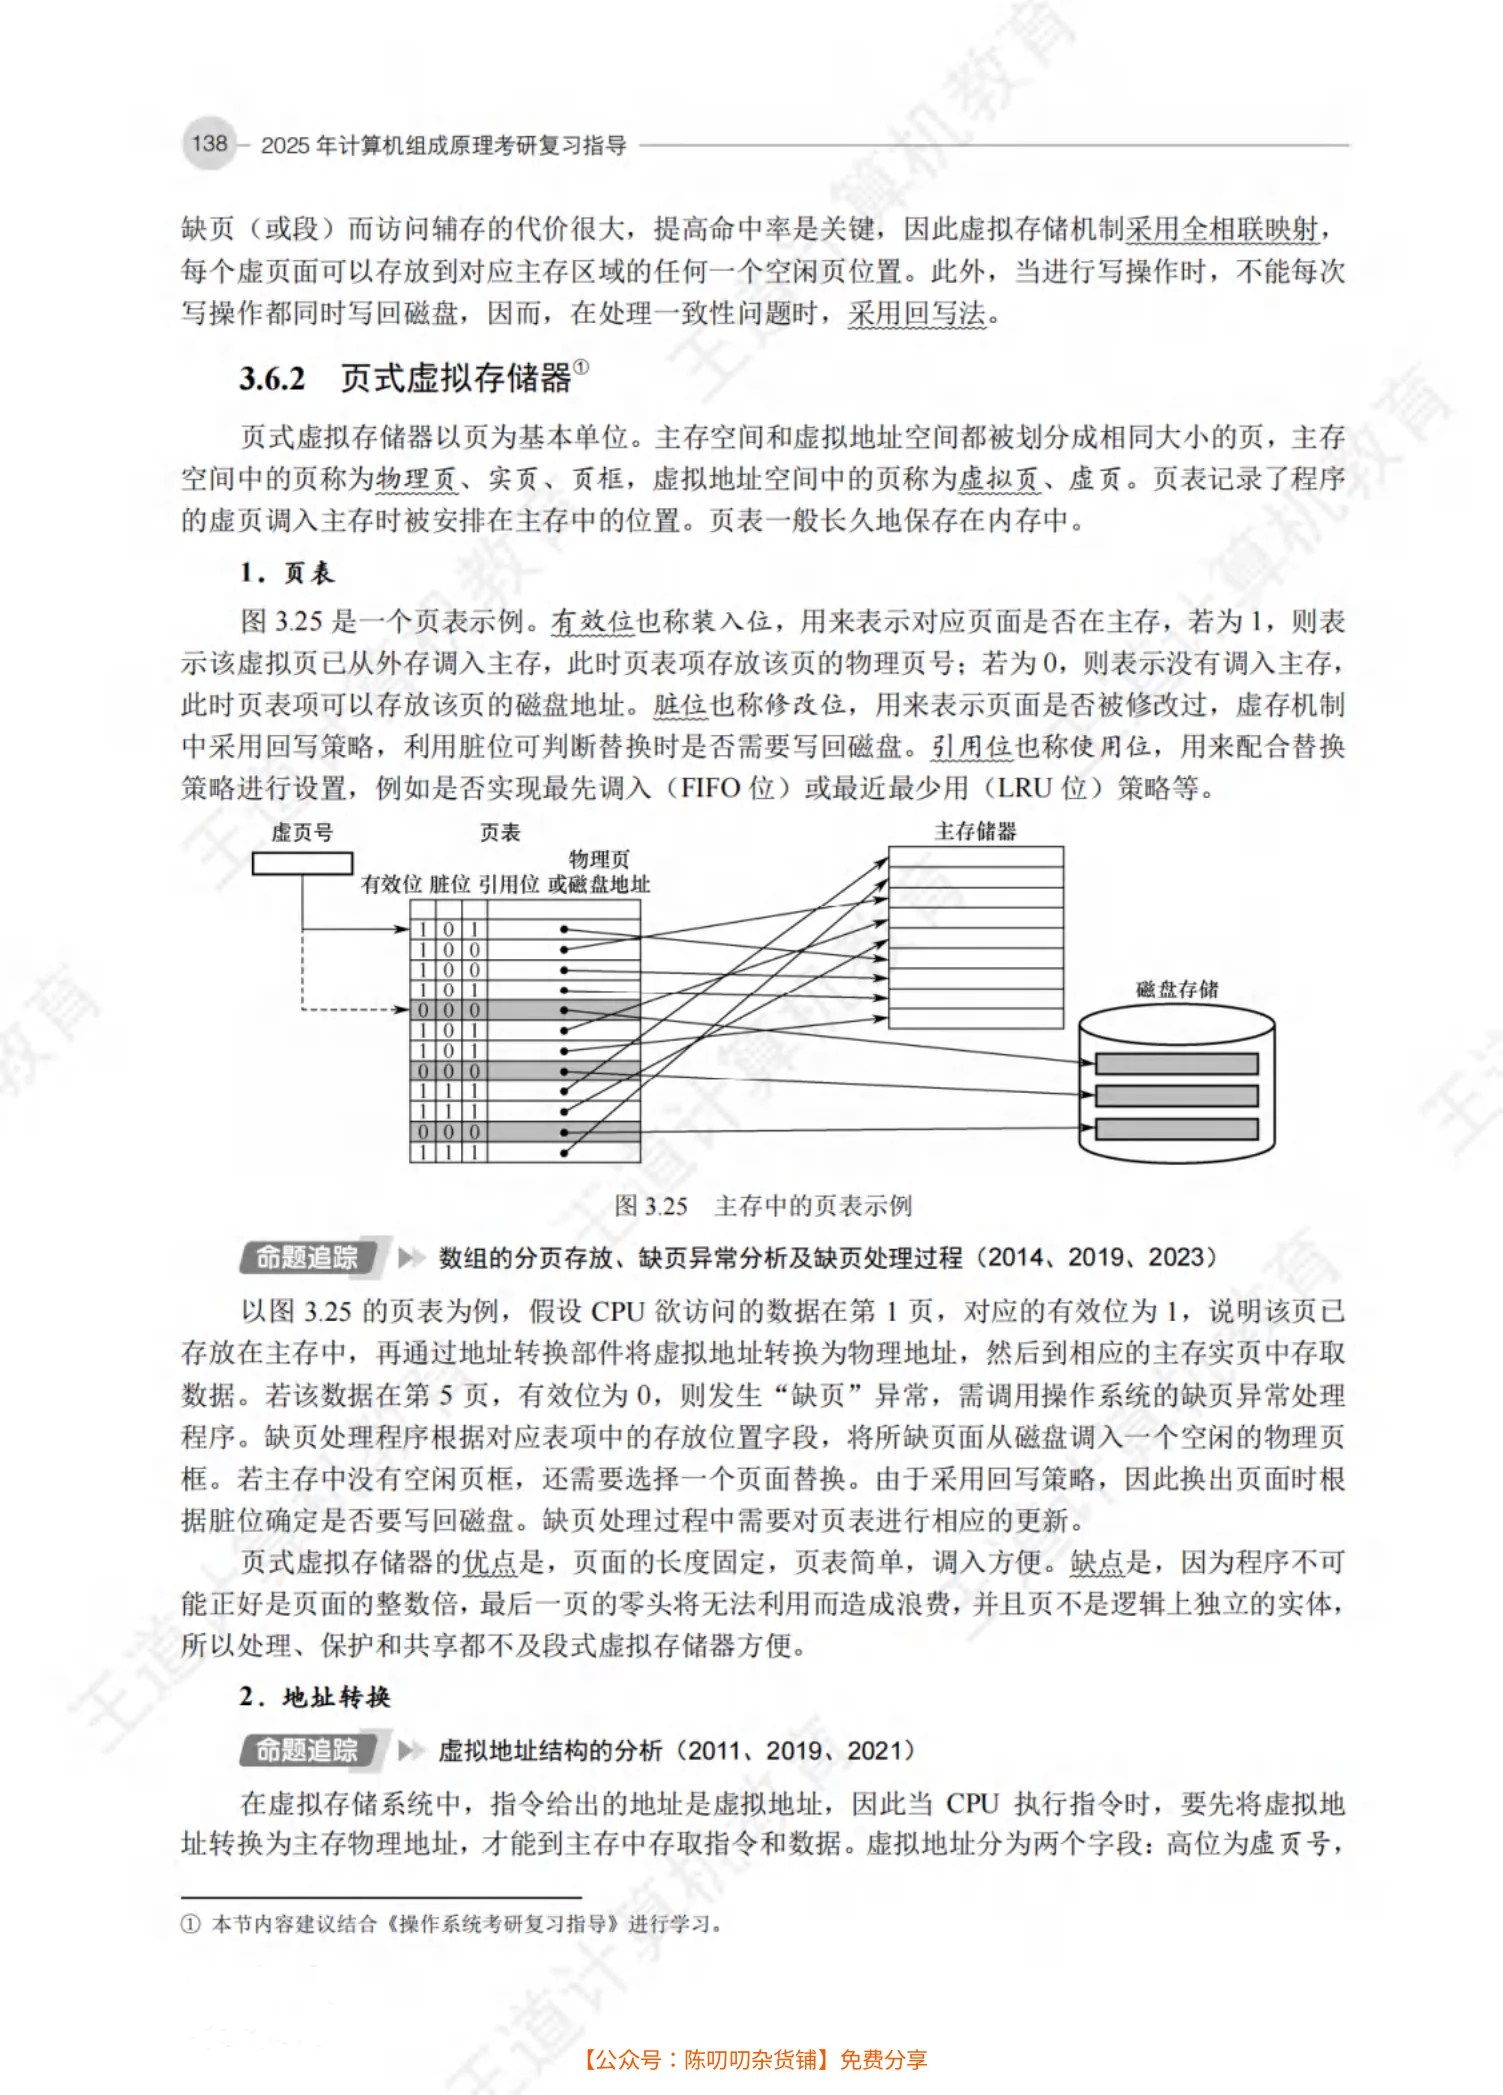 138 2025 年计算机组成原理考研复习指导
缺页（或段）而访问辅存的代价很大，提高命中率是关键，因此虚拟存储机制采用全相联映射，
每个虚页面可以存放到对应主存区域的任何一个空闲页位置。此外，当进行写操作时，不能每次
写操作都同时写回磁盘，因而，在处理一致性问题时，采用回写法。
3.6.2 页式虚拟存储器①
页式虚拟存储器以页为基本单位。主存空间和虚拟地址空间都被划分成相同大小的页，主存
空间中的页称为物理页、实页、页框，虚拟地址空间中的页称为虚拟页、虚页。页表记录了程序
的虚页调入主存时被安排在主存中的位置。页表一般长久地保存在内存中。
1．页表
图 3.25 是一个页表示例。有效位也称装入位，用来表示对应页面是否在主存，若为 1，则表
示该虚拟页已从外存调入主存，此时页表项存放该页的物理页号；若为 0，则表示没有调入主存，
此时页表项可以存放该页的磁盘地址。脏位也称修改位，用来表示页面是否被修改过，虚存机制
中采用回写策略，利用脏位可判断替换时是否需要写回磁盘。引用位也称使用位，用来配合替换
策略进行设置，例如是否实现最先调入（FIFO 位）或最近最少用（LRU 位）策略等。
虚页号 页表 主存储器
物理页
有效位 脏位 引用位 或磁盘地址
1 0 1
1 0 0
1 0 0
1 0 1
磁盘存储
0 0 0
1 0 1
1 0 1
0 0 0
1 1 1
1 1 1
0 0 0
1 1 1
图 3.25 主存中的页表示例
命题追踪 数组的分页存放、缺页异常分析及缺页处理过程（2014、2019、2023）
以图 3.25 的页表为例，假设 CPU 欲访问的数据在第 1 页，对应的有效位为 1，说明该页已
存放在主存中，再通过地址转换部件将虚拟地址转换为物理地址，然后到相应的主存实页中存取
数据。若该数据在第 5 页，有效位为 0，则发生“缺页”异常，需调用操作系统的缺页异常处理
程序。缺页处理程序根据对应表项中的存放位置字段，将所缺页面从磁盘调入一个空闲的物理页
框。若主存中没有空闲页框，还需要选择一个页面替换。由于采用回写策略，因此换出页面时根
据脏位确定是否要写回磁盘。缺页处理过程中需要对页表进行相应的更新。
页式虚拟存储器的优点是，页面的长度固定，页表简单，调入方便。缺点是，因为程序不可
能正好是页面的整数倍，最后一页的零头将无法利用而造成浪费，并且页不是逻辑上独立的实体，
所以处理、保护和共享都不及段式虚拟存储器方便。
2．地址转换
命题追踪 虚拟地址结构的分析（2011、2019、2021）
在虚拟存储系统中，指令给出的地址是虚拟地址，因此当 CPU 执行指令时，要先将虚拟地
址转换为主存物理地址，才能到主存中存取指令和数据。虚拟地址分为两个字段：高位为虚页号，
① 本节内容建议结合《操作系统考研复习指导》进行学习。
王道计算机教育
【公众号：陈叨叨杂货铺】免费分享